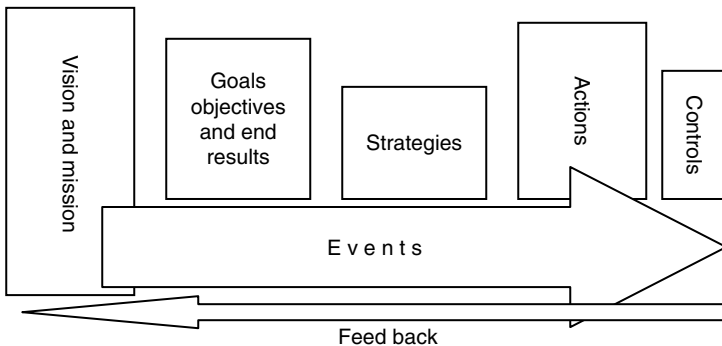 Vision and mission
Goals
objectives
and end
results
Strategies
Actions
Controls
E v e n t s
Feed back